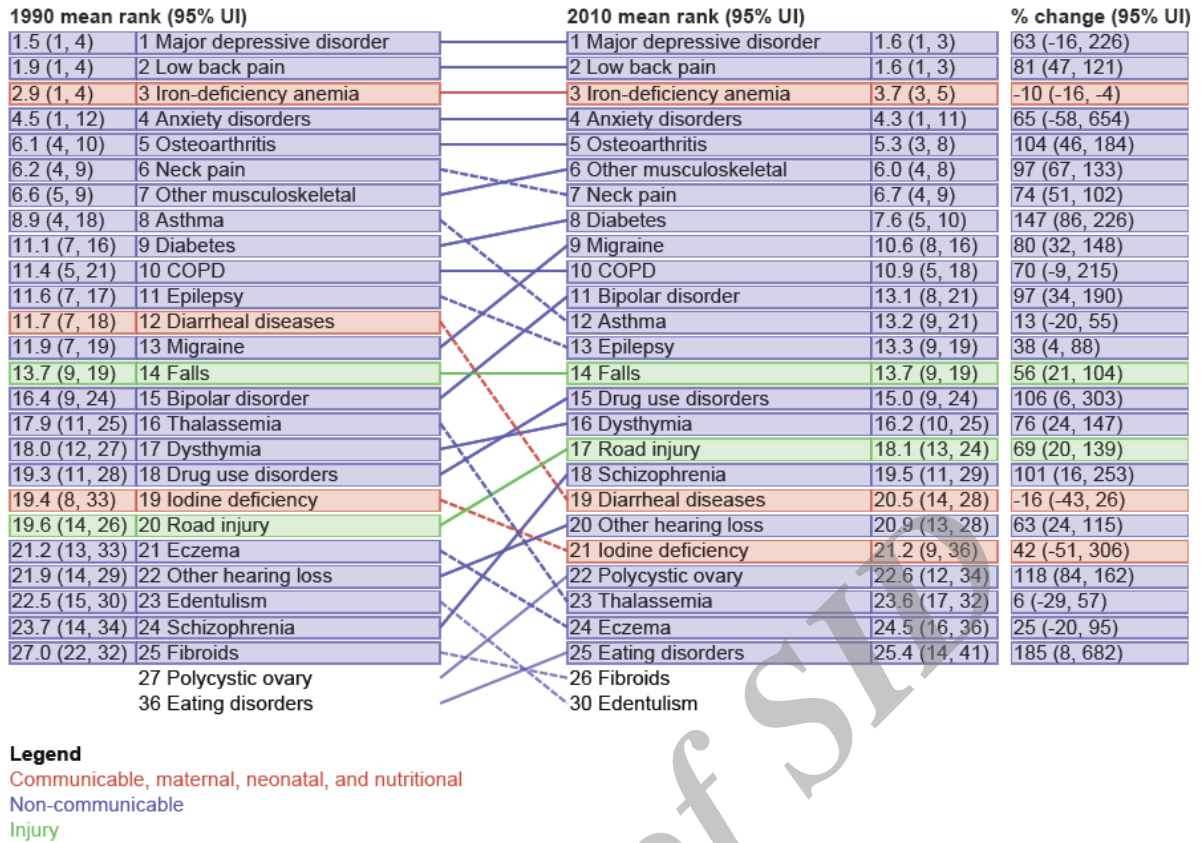 1990 mean rank (95% UI) 2010 mean rank (95% UI) % change (95% UI)
1.5 (1, 4) 1 Major depressive disorder 1 Major depressive disorder 1.6 (1, 3) 63 (-16, 226)
1.9 (1, 4) 2 Low back pain 2 Low back pain 1.6 (1, 3) 81 (47, 121)
2.9 (1, 4) 3 Iron-deficiency anemia 3 Iron-deficiency anemia 3.7 (3, 5) -10 (-16, -4)
4.5 (1, 12) 4 Anxiety disorders 4 Anxiety disorders 4.3 (1, 11) 65 (-58, 654)
6.1 (4, 10) 5 Osteoarthritis 5 Osteoarthritis 5.3 (3, 8) 104 (46, 184)
6.2 (4, 9) 6 Neck pain 6 Other musculoskeletal 6.0 (4, 8) 97 (67, 133)
6.6 (5, 9) 7 Other musculoskeletal 7 Neck pain 6.7 (4, 9) 74 (51, 102)
8.9 (4, 18) 8 Asthma 8 Diabetes 7.6 (5, 10) 147 (86, 226)
11.1 (7, 16) 9 Diabetes 9 Migraine 10.6 (8, 16) 80 (32, 148)
11.4 (5, 21) 10 COPD 10 COPD 10.9 (5, 18) 70 (-9, 215)
11.6 (7, 17) 11 Epilepsy 11 Bipolar disorder 13.1 (8, 21) 97 (34, 190)
11.7 (7, 18) 12 Diarrheal diseases 12 Asthma 13.2 (9, 21) 13 (-20, 55)
11.9 (7, 19) 13 Migraine 13 Epilepsy 13.3 (9, 19) 38 (4, 88)
13.7 (9, 19) 14 Falls 14 Falls 13.7 (9, 19) 56 (21, 104)
16.4 (9, 24) 15 Bipolar disorder 15 Drug use disorders 15.0 (9, 24) 106 (6, 303)
17.9 (11, 25) 16 Thalassemia 16 Dysthymia 16.2 (10, 25) 76 (24, 147)
18.0 (12, 27) 17 Dysthymia 17 Road injury 18.1 (13, 24) 69 (20, 139)
19.3 (11, 28) 18 Drug use disorders 18 Schizophrenia 19.5 (11, 29) 101 (16, 253)
19.4 (8, 33) 19 Iodine deficiency 19 Diarrheal diseases 20.5 (14, 28) -16 (-43, 26)
19.6 (14, 26) 20 Road injury 20 Other hearing loss 20.9 (13, 28) 63 (24, 115)
21.2 (13, 33) 21 Eczema 21 Iodine deficiency 21.2 (9, 36) 42 (-51, 306)
21.9 (14, 29) 22 Other hearing loss 22 Polycystic ovary 22.6 (12, 34) 118 (84, 162)
22.5 (15, 30) 23 Edentulism 23 Thalassemia 23.6 (17, 32) 6 (-29, 57)
23.7 (14, 34) 24 Schizophrenia 24 Eczema 24.5 (16, 36) 25 (-20, 95)
27.0 (22, 32) 25 Fibroids 25 Eating disorders 25.4 (14, 41) 185 (8, 682)
27 Polycystic ovary 26 Fibroids
36 Eating disorders 30 Edentulism
Legend
Communicable, maternal, neonatal, and nutritional
Non-communicable
Injury
of SID